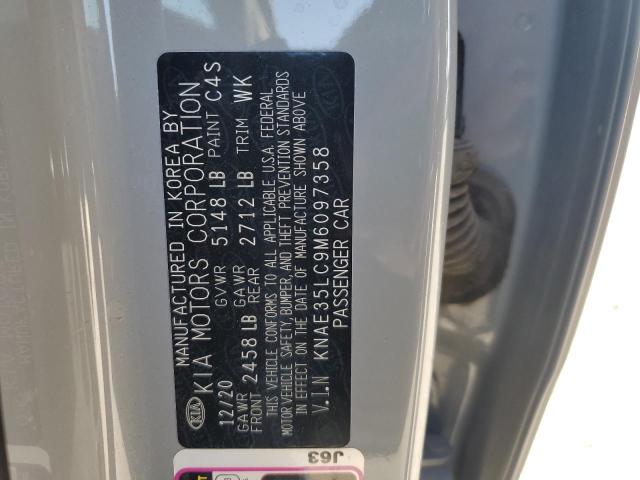 KIA
MANUFACTURED IN KOREA BY
KIA MOTORS CORPORATION
12/20 GVWR 5148 LB PAINT C4S
GAWR FRONT 2458 LB GAWR REAR 2712 LB TRIM WK
THIS VEHICLE CONFORMS TO ALL APPLICABLE U.S.A. FEDERAL
MOTOR VEHICLE SAFETY, BUMPER, AND THEFT PREVENTION STANDARDS
IN EFFECT ON THE DATE OF MANUFACTURE SHOWN ABOVE
V.I.N KNAE35LC9M6097358
PASSENGER CAR
J63